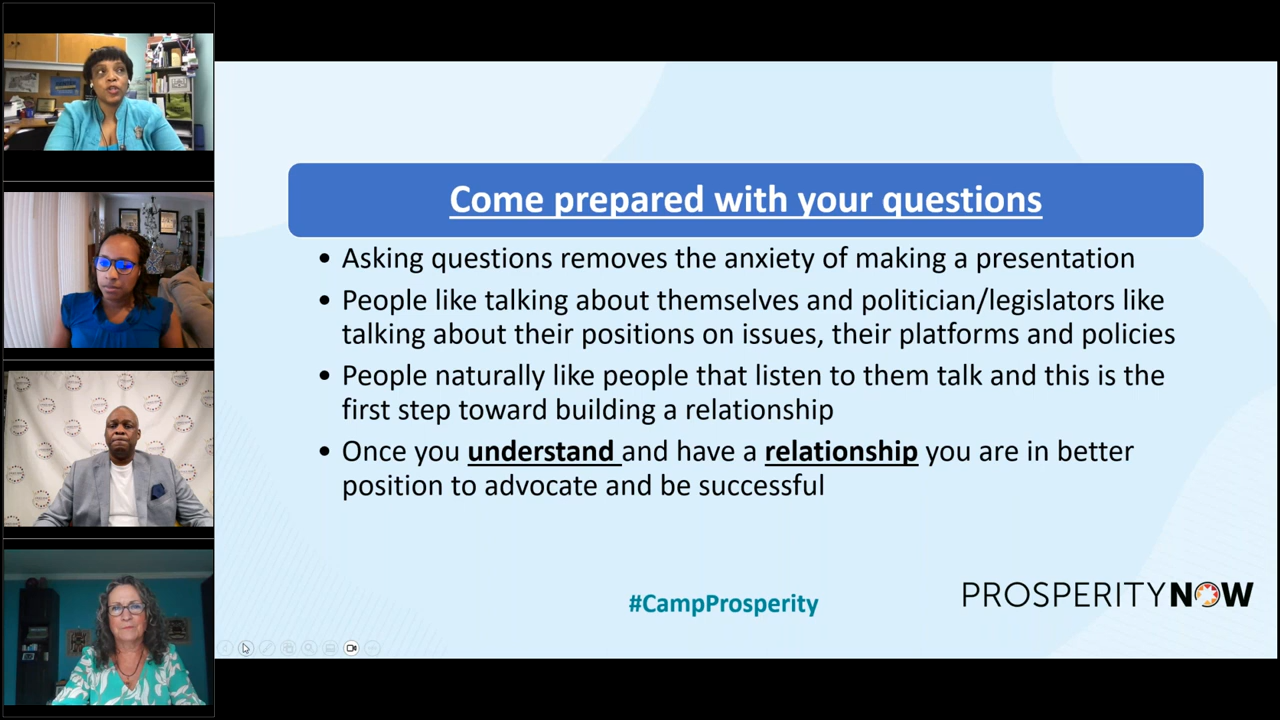 Come prepared with your questions
• Asking questions removes the anxiety of making a presentation
• People like talking about themselves and politician/legislators like
talking about their positions on issues, their platforms and policies
• People naturally like people that listen to them talk and this is the
first step toward building a relationship
• Once you understand and have a relationship you are in better
position to advocate and be successful
#CampProsperity
PROSPERITY NOW